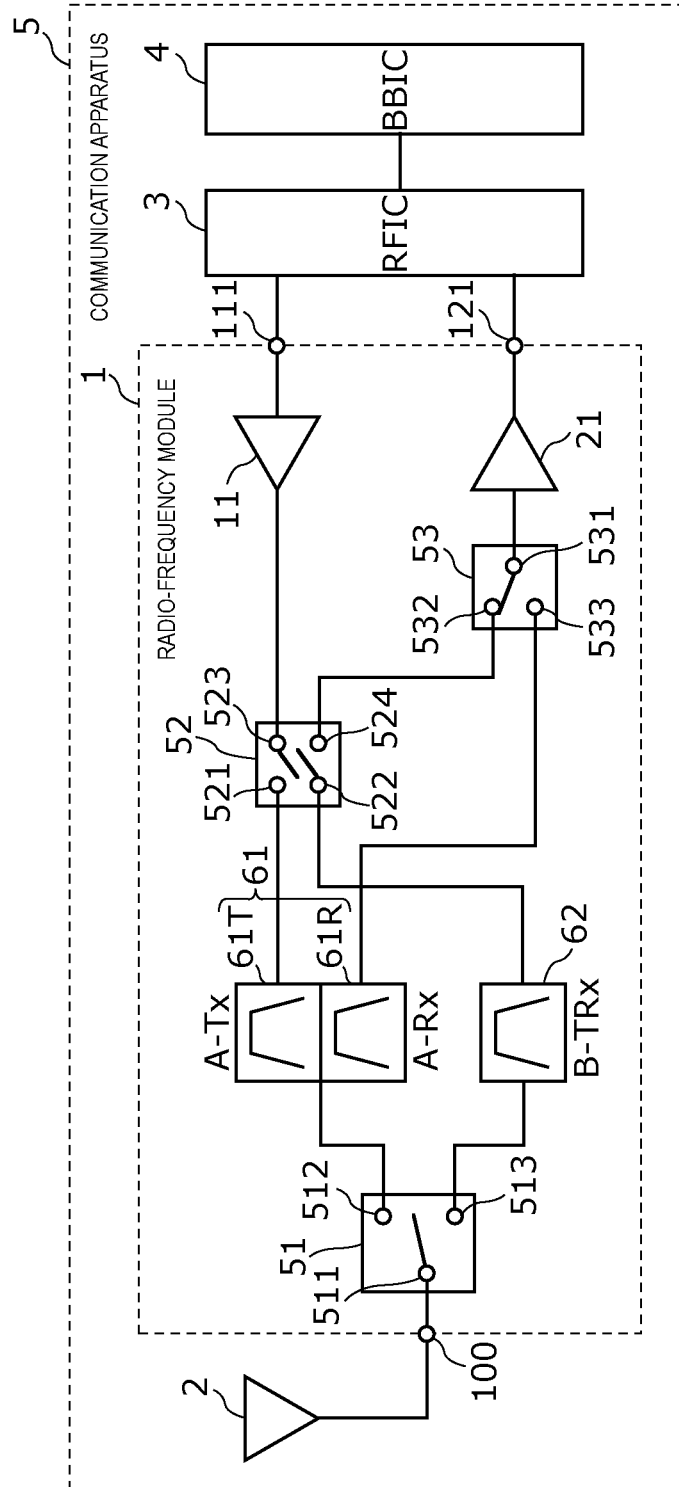 5
COMMUNICATION APPARATUS
4
BBIC
3
RFIC
111
121
1
RADIO-FREQUENCY MODULE
11
21
53
531
532
533
52
523
524
521
522
61
61T
61R
A-Tx
A-Rx
62
B-TRx
51
512
513
511
100
2